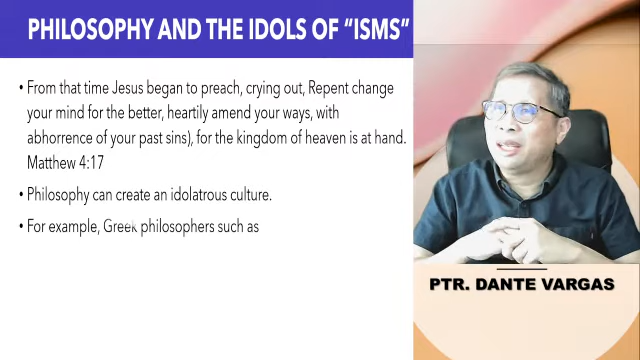 PHILOSOPHY AND THE IDOLS OF “ISMS”
• From that time Jesus began to preach, crying out, Repent change
your mind for the better, heartily amend your ways, with
abhorrence of your past sins), for the kingdom of heaven is at hand.
Matthew 4:17
• Philosophy can create an idolatrous culture.
• For example, Greek philosophers such as
PTR. DANTE VARGAS